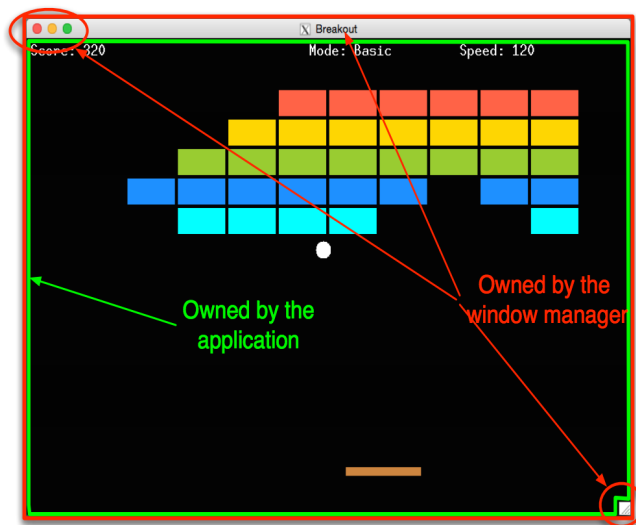 Breakout
Score: 320 Mode: Basic Speed: 120
Owned by the
window manager
Owned by the
application